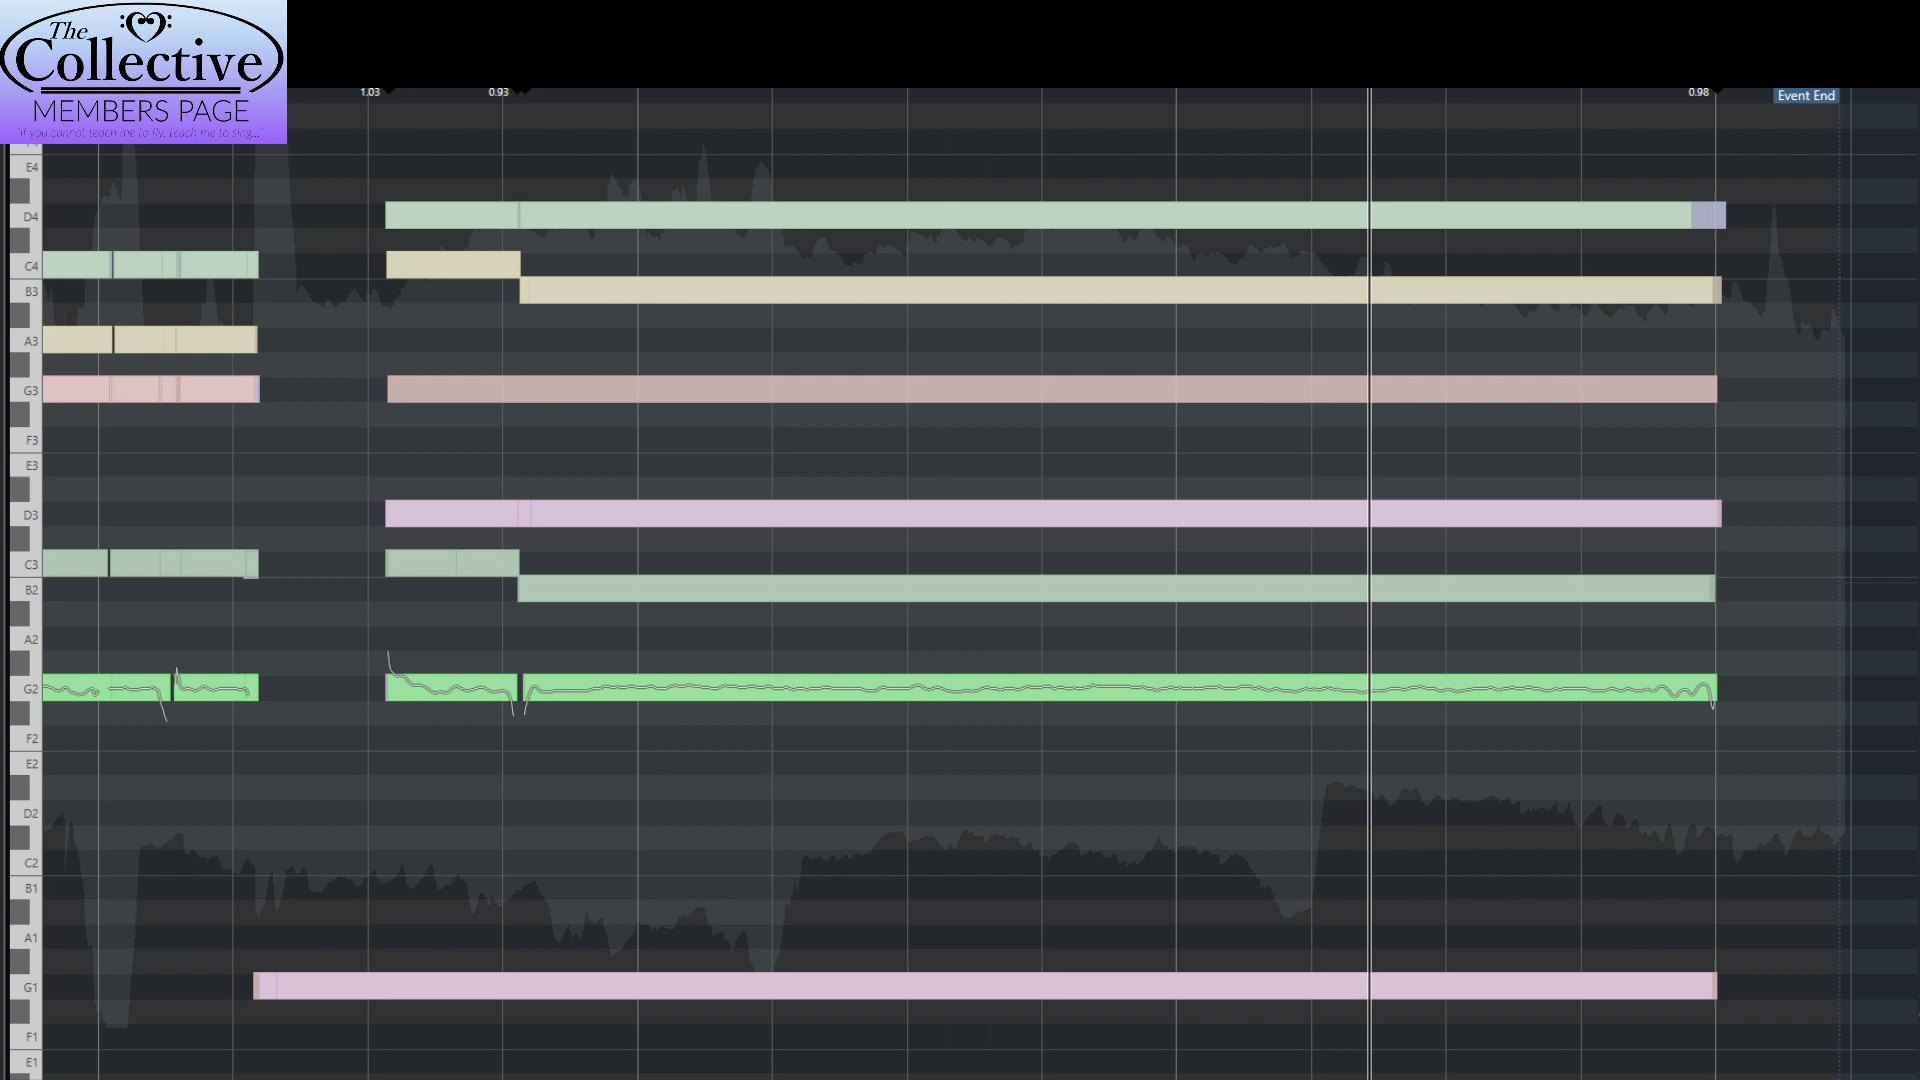 The
Collective
MEMBERS PAGE
"if you cannot teach me to fly, teach me to sing..."
1.03
0.93
0.98
Event End
E4
D4
C4
B3
A3
G3
F3
E3
D3
C3
B2
A2
G2
F2
E2
D2
C2
B1
A1
G1
F1
E1